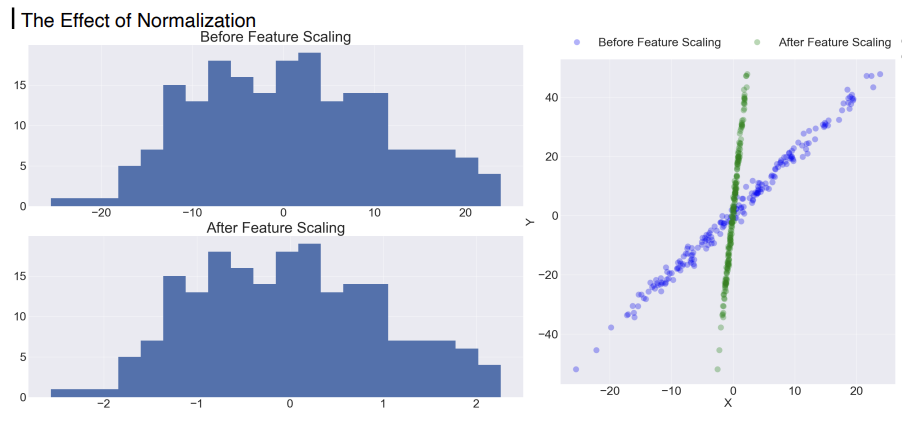 The Effect of Normalization
Before Feature Scaling
15
10
5
0
−20 −10 0 10 20
After Feature Scaling
15
10
5
0
−2 −1 0 1 2
Before Feature Scaling After Feature Scaling
40
20
0
−20
−40
Y
−20 −10 0 10 20
X